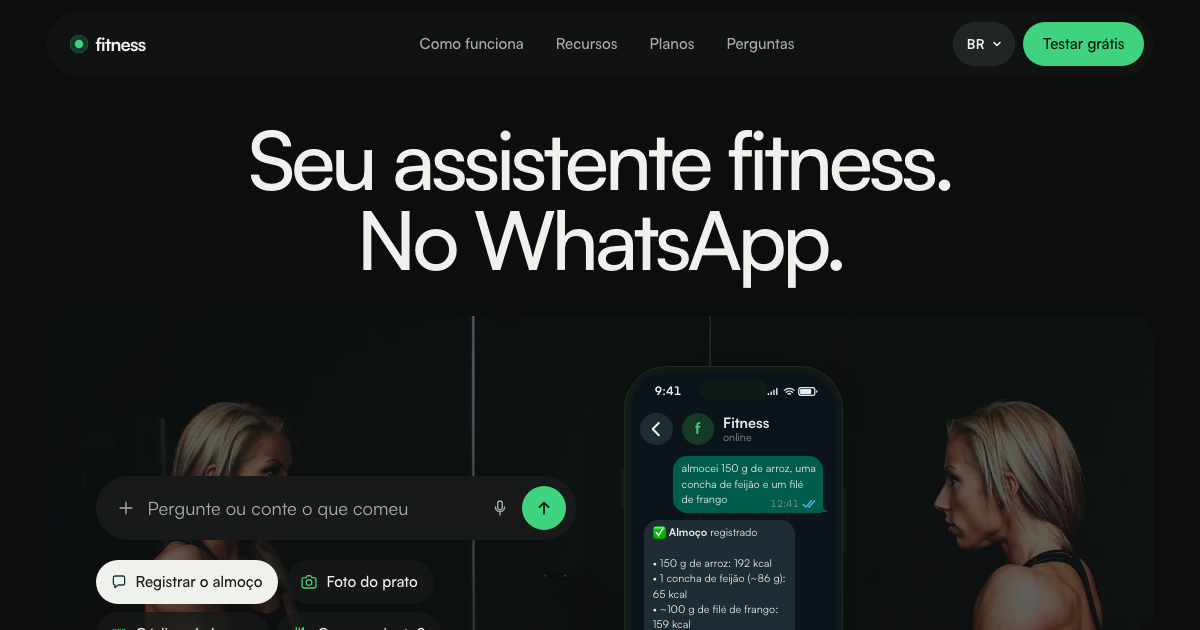 fitness
Como funciona
Recursos
Planos
Perguntas
BR
Testar grátis
Seu assistente fitness.
No WhatsApp.
Pergunte ou conte o que comeu
Registrar o almoço
Foto do prato
9:41
f
Fitness
online
almocei 150 g de arroz, uma
concha de feijão e um filé
de frango
12:41
✅ Almoço registrado
• 150 g de arroz: 192 kcal
• 1 concha de feijão (~86 g):
65 kcal
• ~100 g de filé de frango:
159 kcal